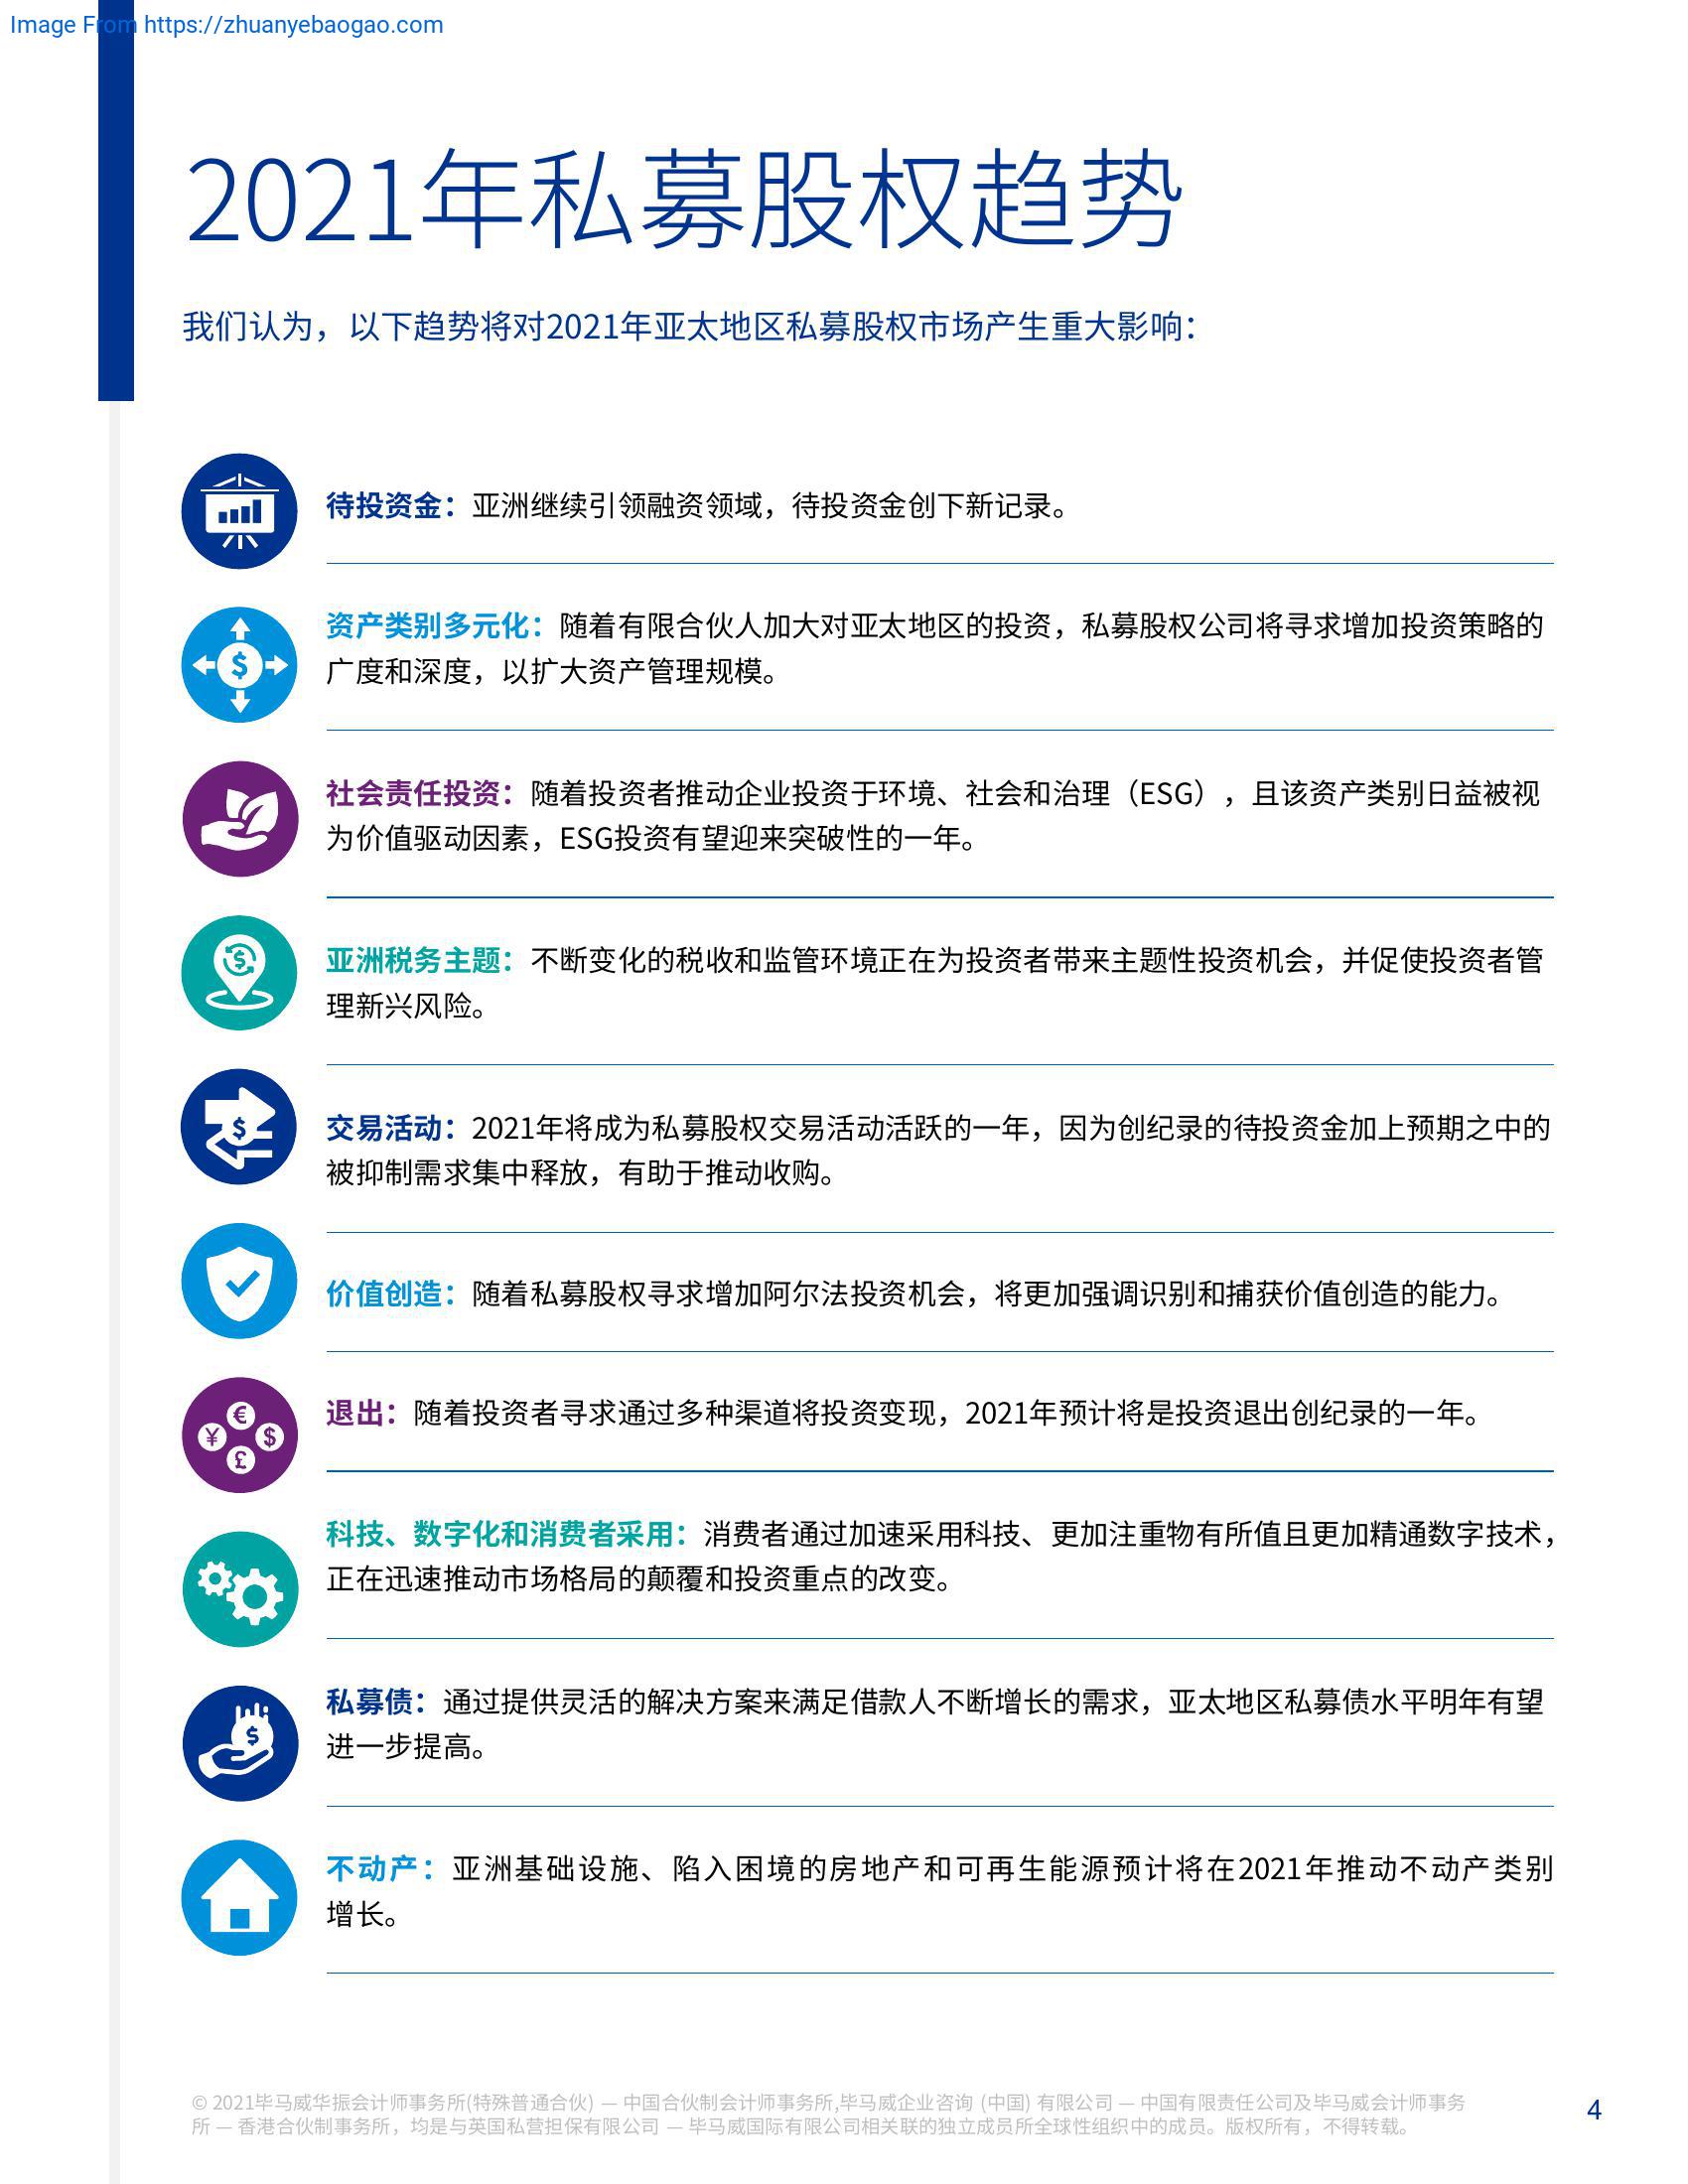 Image From https://zhuanyebaogao.com
2021年私募股权趋势
我们认为，以下趋势将对2021年亚太地区私募股权市场产生重大影响：
待投资金：亚洲继续引领融资领域，待投资金创下新记录。
资产类别多元化：随着有限合伙人加大对亚太地区的投资，私募股权公司将寻求增加投资策略的
广度和深度，以扩大资产管理规模。
社会责任投资：随着投资者推动企业投资于环境、社会和治理（ESG），且该资产类别日益被视
为价值驱动因素，ESG投资有望迎来突破性的一年。
亚洲税务主题：不断变化的税收和监管环境正在为投资者带来主题性投资机会，并促使投资者管
理新兴风险。
交易活动：2021年将成为私募股权交易活动活跃的一年，因为创纪录的待投资金加上预期之中的
被抑制需求集中释放，有助于推动收购。
价值创造：随着私募股权寻求增加阿尔法投资机会，将更加强调识别和捕获价值创造的能力。
退出：随着投资者寻求通过多种渠道将投资变现，2021年预计将是投资退出创纪录的一年。
科技、数字化和消费者采用：消费者通过加速采用科技、更加注重物有所值且更加精通数字技术，
正在迅速推动市场格局的颠覆和投资重点的改变。
私募债：通过提供灵活的解决方案来满足借款人不断增长的需求，亚太地区私募债水平明年有望
进一步提高。
不动产：亚洲基础设施、陷入困境的房地产和可再生能源预计将在2021年推动不动产类别
增长。
© 2021毕马威华振会计师事务所(特殊普通合伙) — 中国合伙制会计师事务所,毕马威企业咨询 (中国) 有限公司 — 中国有限责任公司及毕马威会计师事务
所 — 香港合伙制事务所，均是与英国私营担保有限公司 — 毕马威国际有限公司相关联的独立成员所全球性组织中的成员。版权所有，不得转载。
4